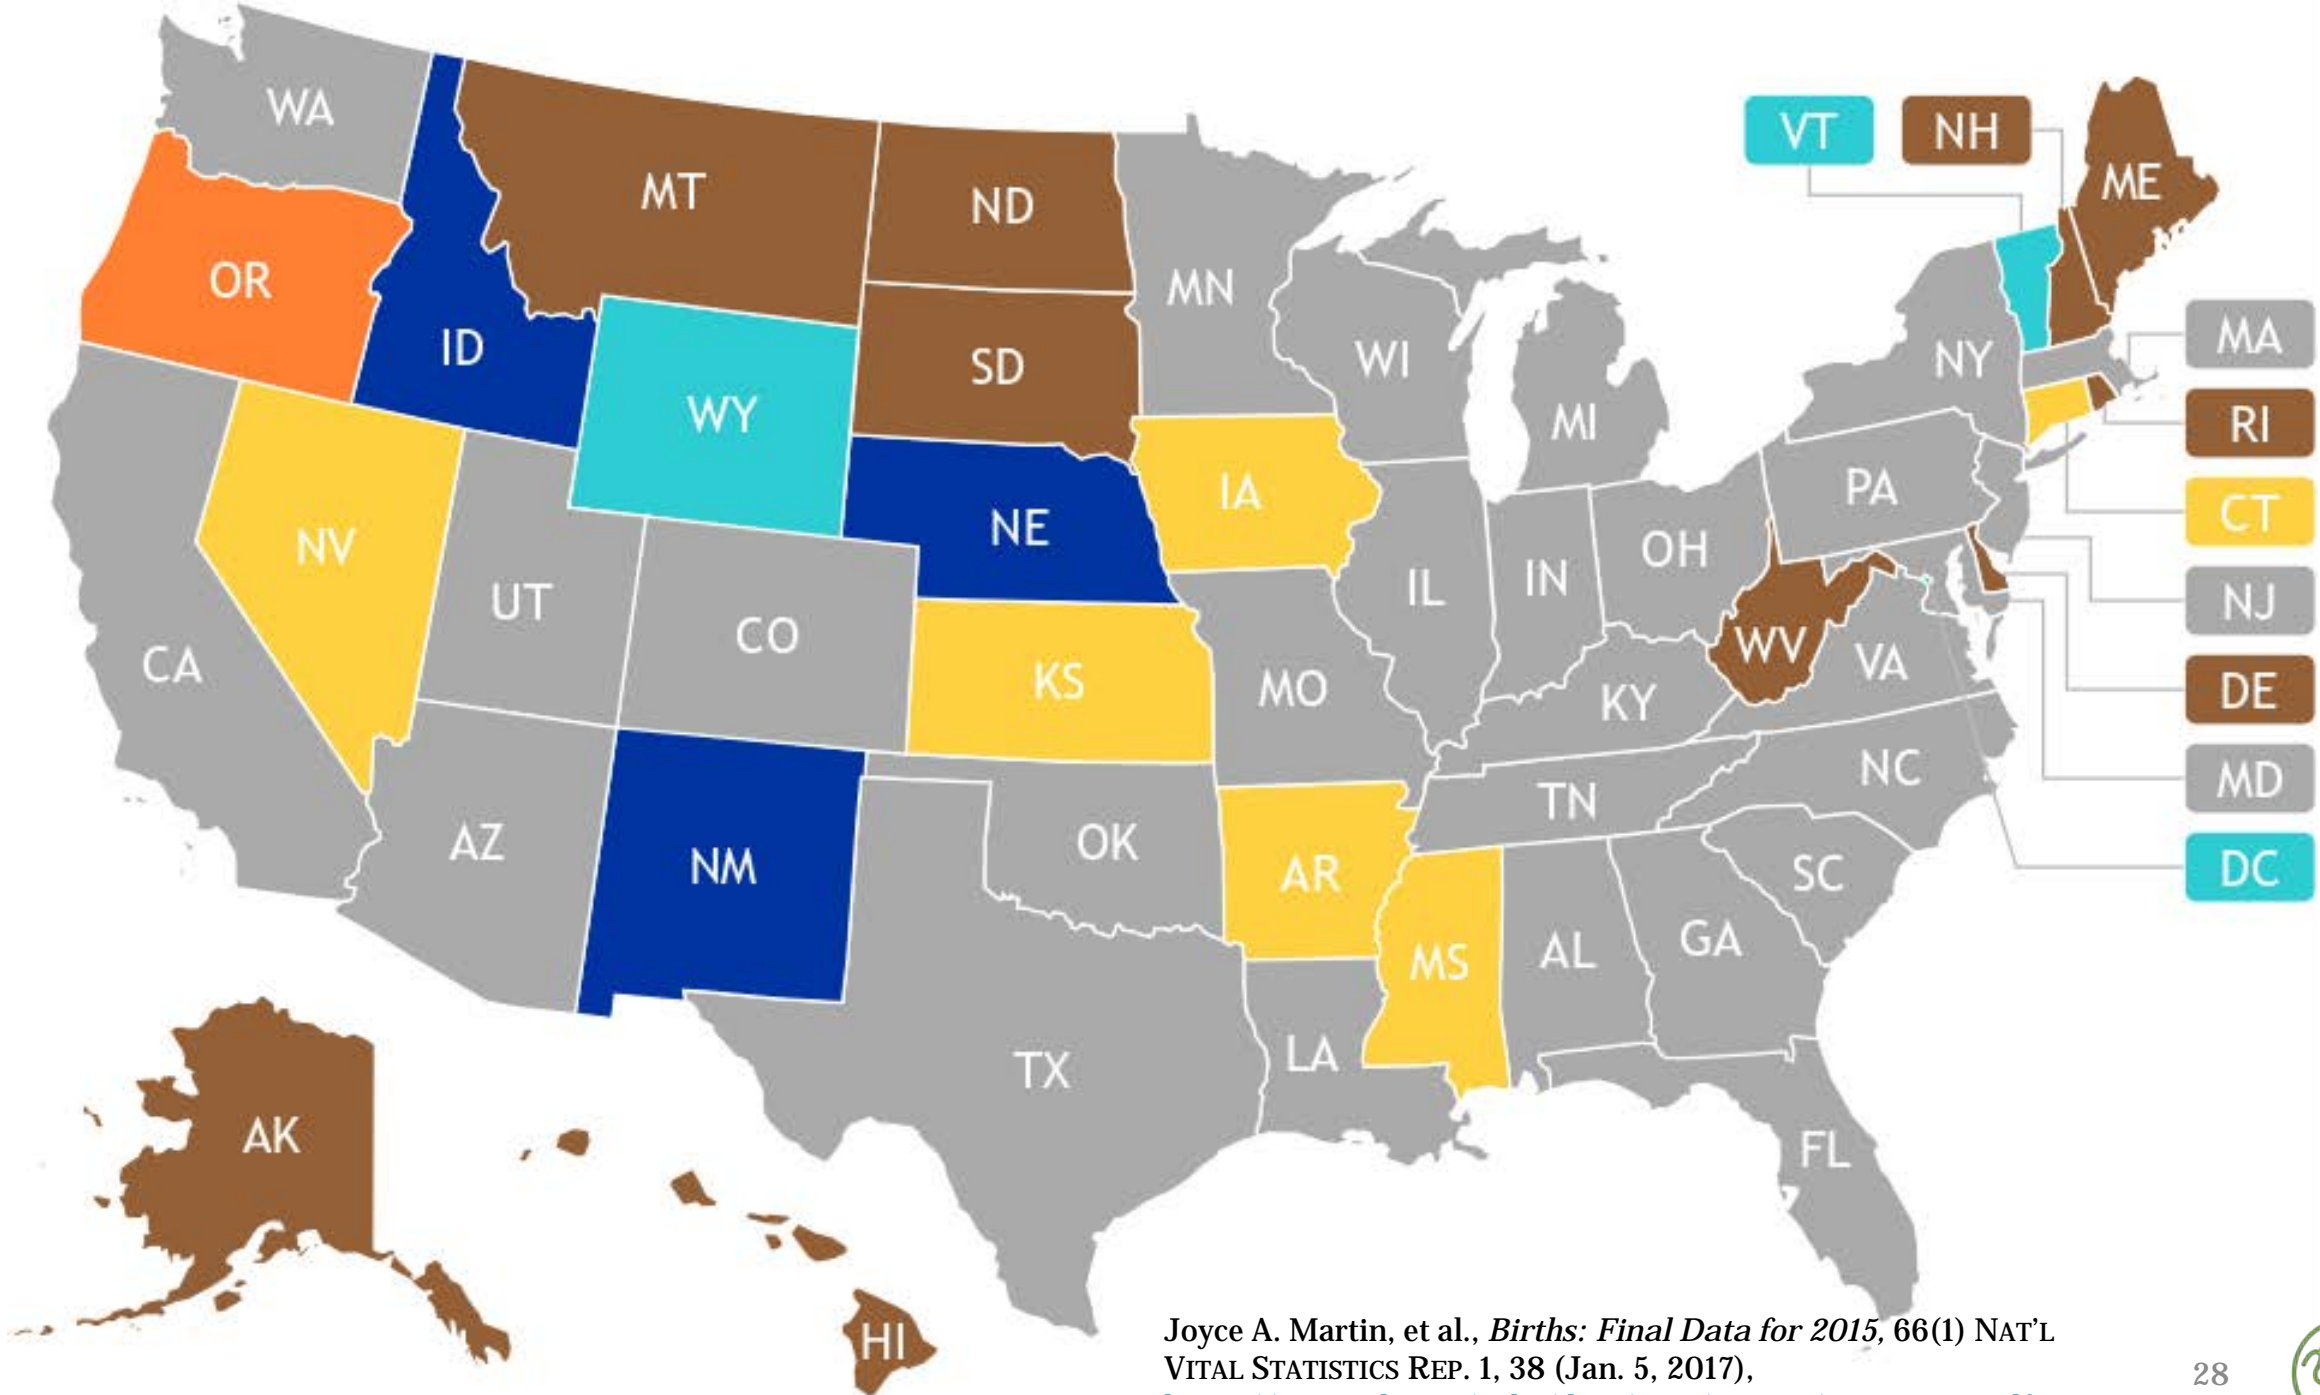 WA
MT
ND
OR
ID
WY
SD
MN
WI
MI
NY
VT
NH
ME
MA
RI
CT
NJ
DE
MD
DC
NV
UT
CO
NE
IA
KS
CA
IL
IN
OH
PA
WV
VA
KY
MO
AZ
NM
OK
AR
TN
NC
SC
MS
AL
GA
TX
LA
FL
AK
HI
Joyce A. Martin, et al., Births: Final Data for 2015, 66(1) NAT'L
VITAL STATISTICS REP. 1, 38 (Jan. 5, 2017),
28